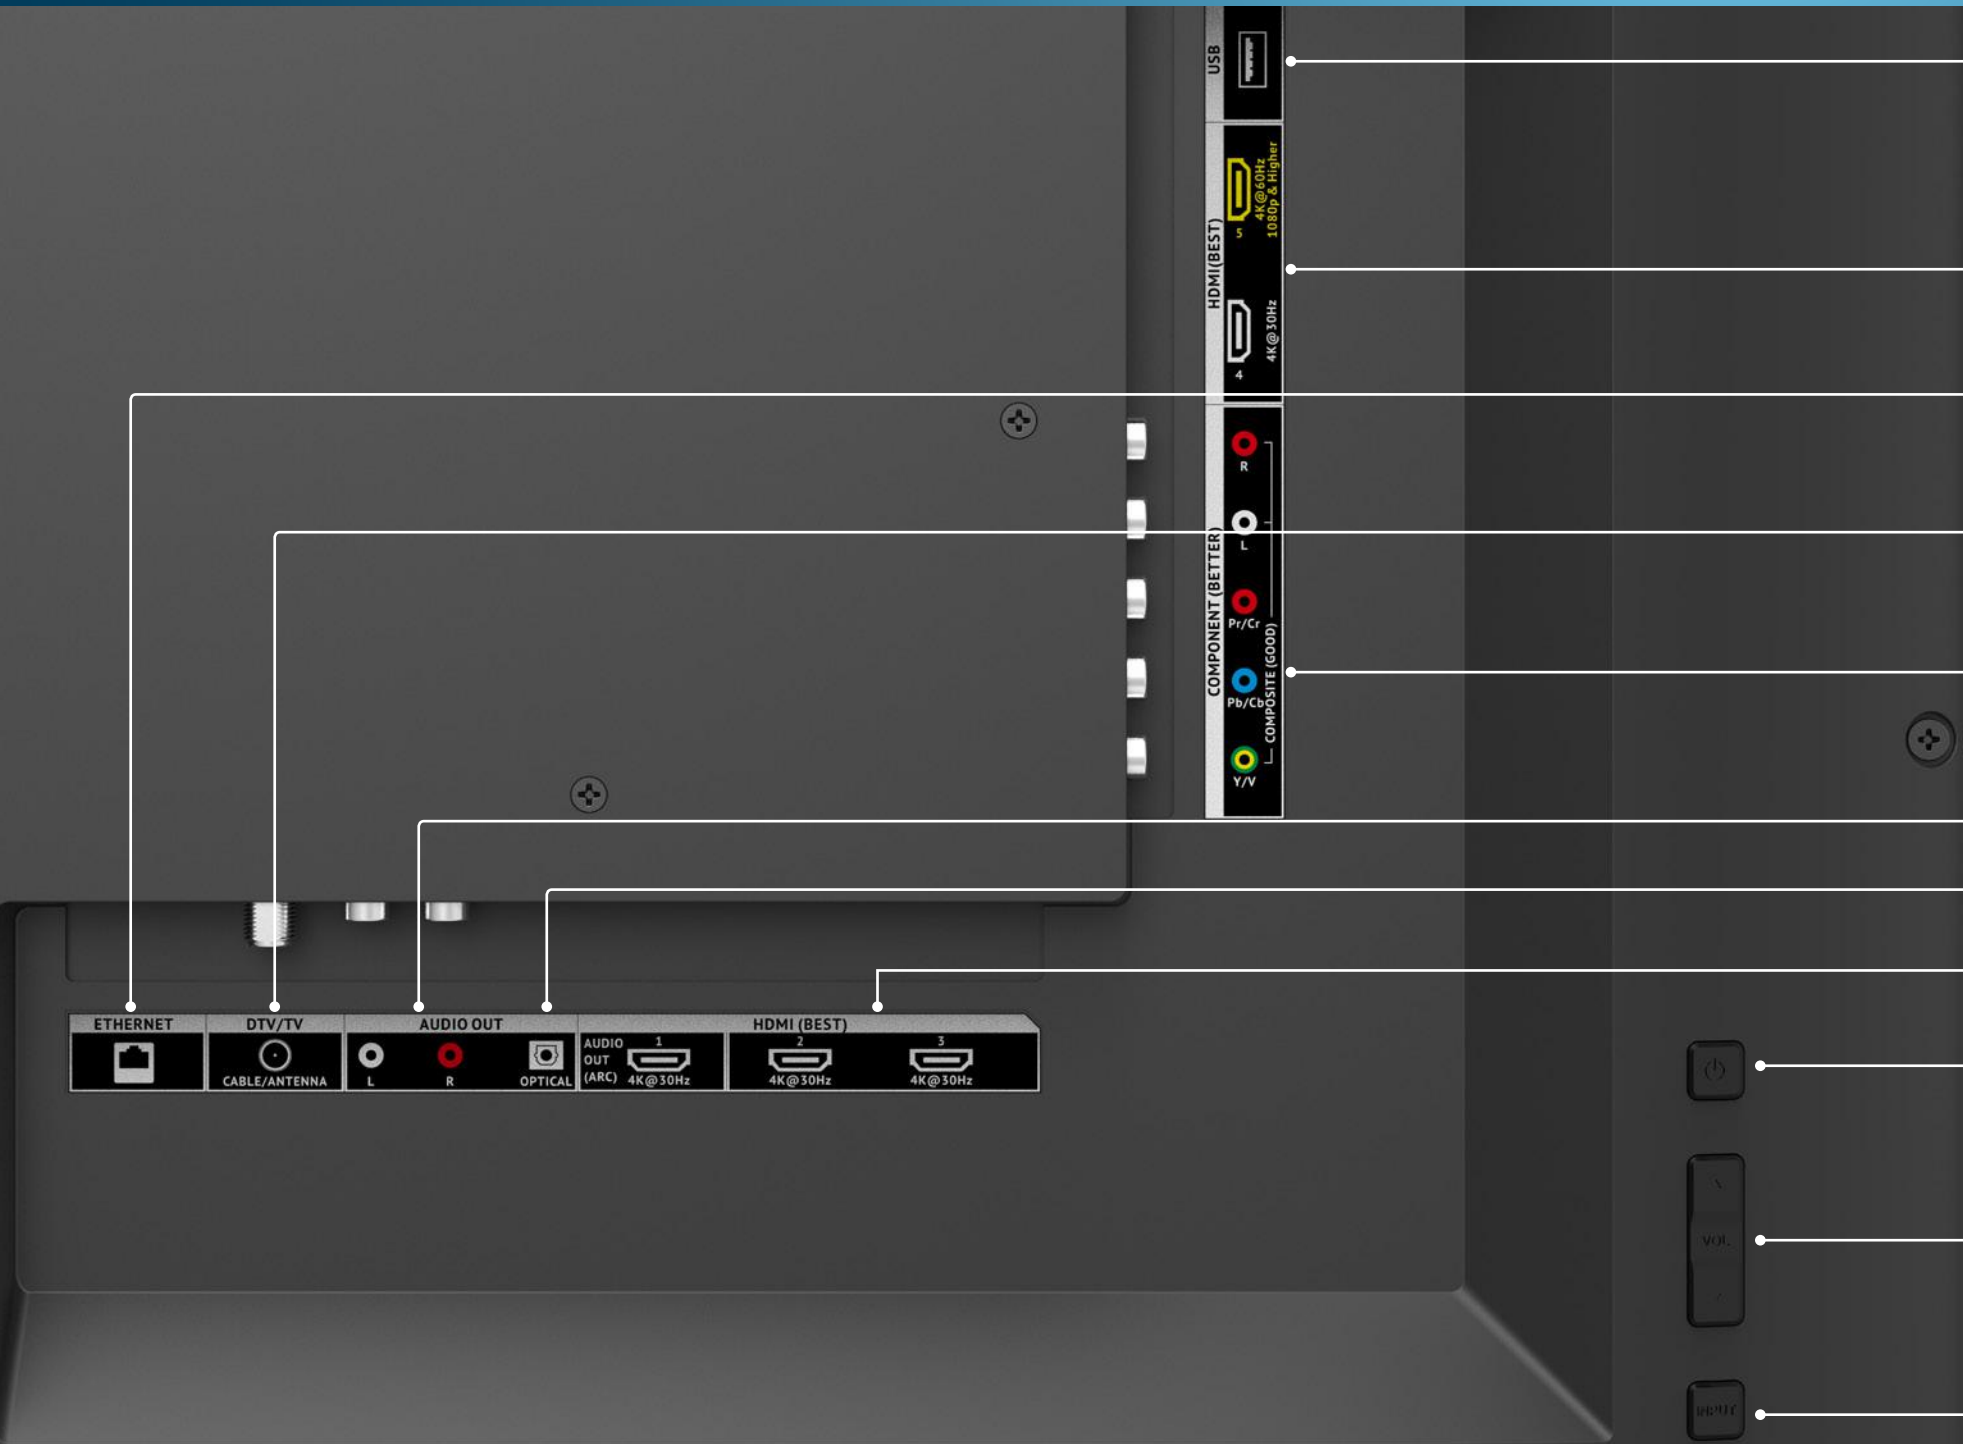 USB
HDMI(BEST)
4K@60Hz
1080p & Higher
5
4K@30Hz
4
COMPONENT (BETTER)
R
L
Pr/Cr
Pb/Cb
Y/V
COMPOSITE (GOOD)
ETHERNET
DTV/TV
CABLE/ANTENNA
AUDIO OUT
L
R
OPTICAL
HDMI (BEST)
AUDIO
OUT
(ARC)
1
4K@30Hz
2
4K@30Hz
3
4K@30Hz
VOL
INPUT